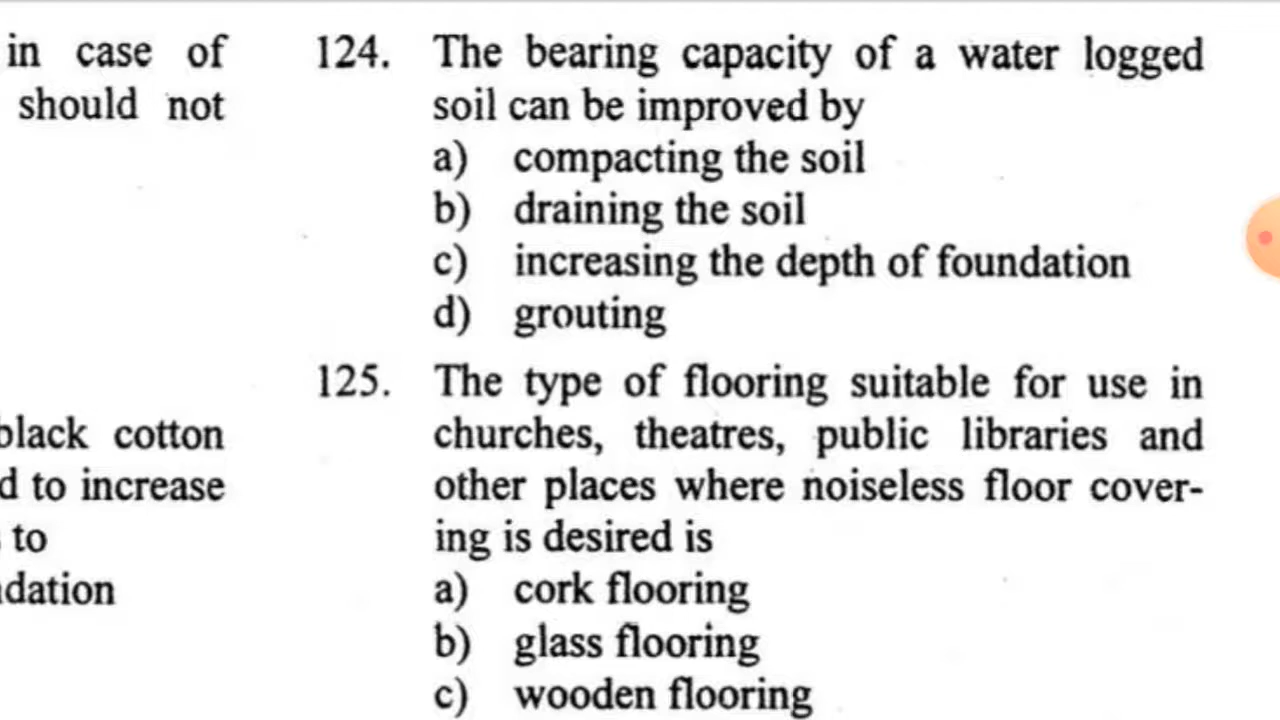 in case of
should not
black cotton
d to increase
to
dation
124. The bearing capacity of a water logged
soil can be improved by
a) compacting the soil
b) draining the soil
c) increasing the depth of foundation
d) grouting
125. The type of flooring suitable for use in
churches, theatres, public libraries and
other places where noiseless floor cover-
ing is desired is
a) cork flooring
b) glass flooring
c) wooden flooring